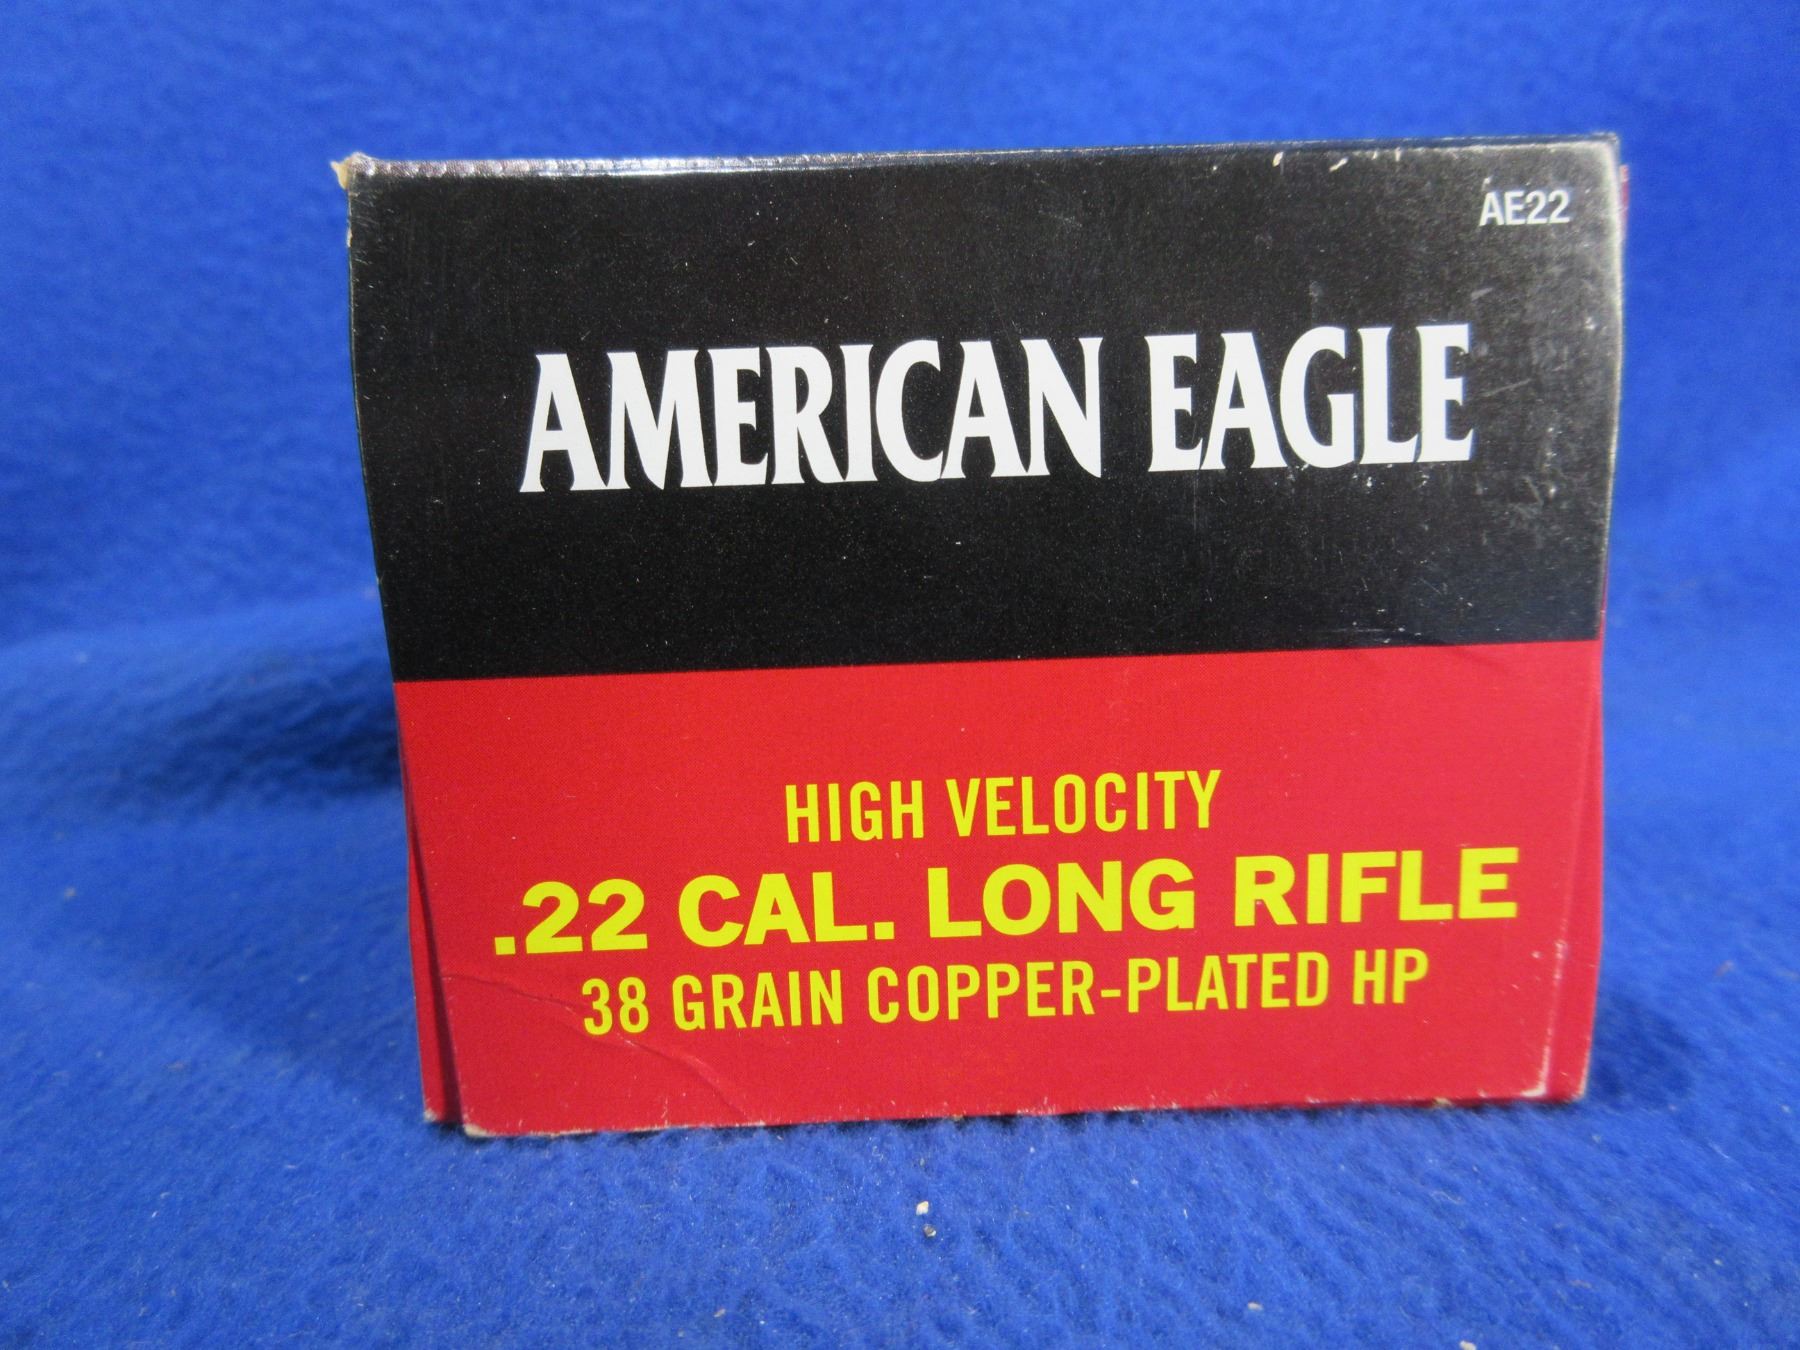 AE22
AMERICAN EAGLE
HIGH VELOCITY
.22 CAL. LONG RIFLE
38 GRAIN COPPER-PLATED HP